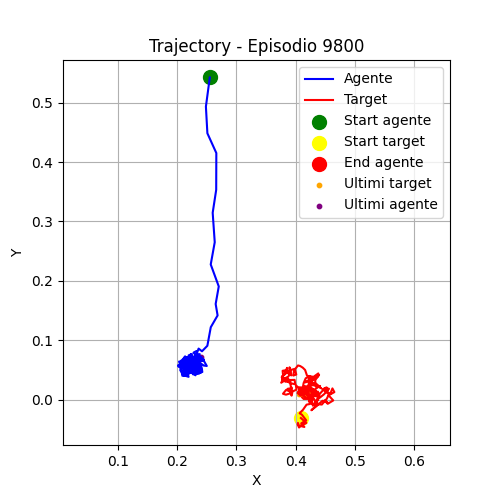 Trajectory - Episodio 9800
Agente
Target
Start agente
Start target
End agente
Ultimi target
Ultimi agente
Y
0.5
0.4
0.3
0.2
0.1
0.0
0.1 0.2 0.3 0.4 0.5 0.6
X